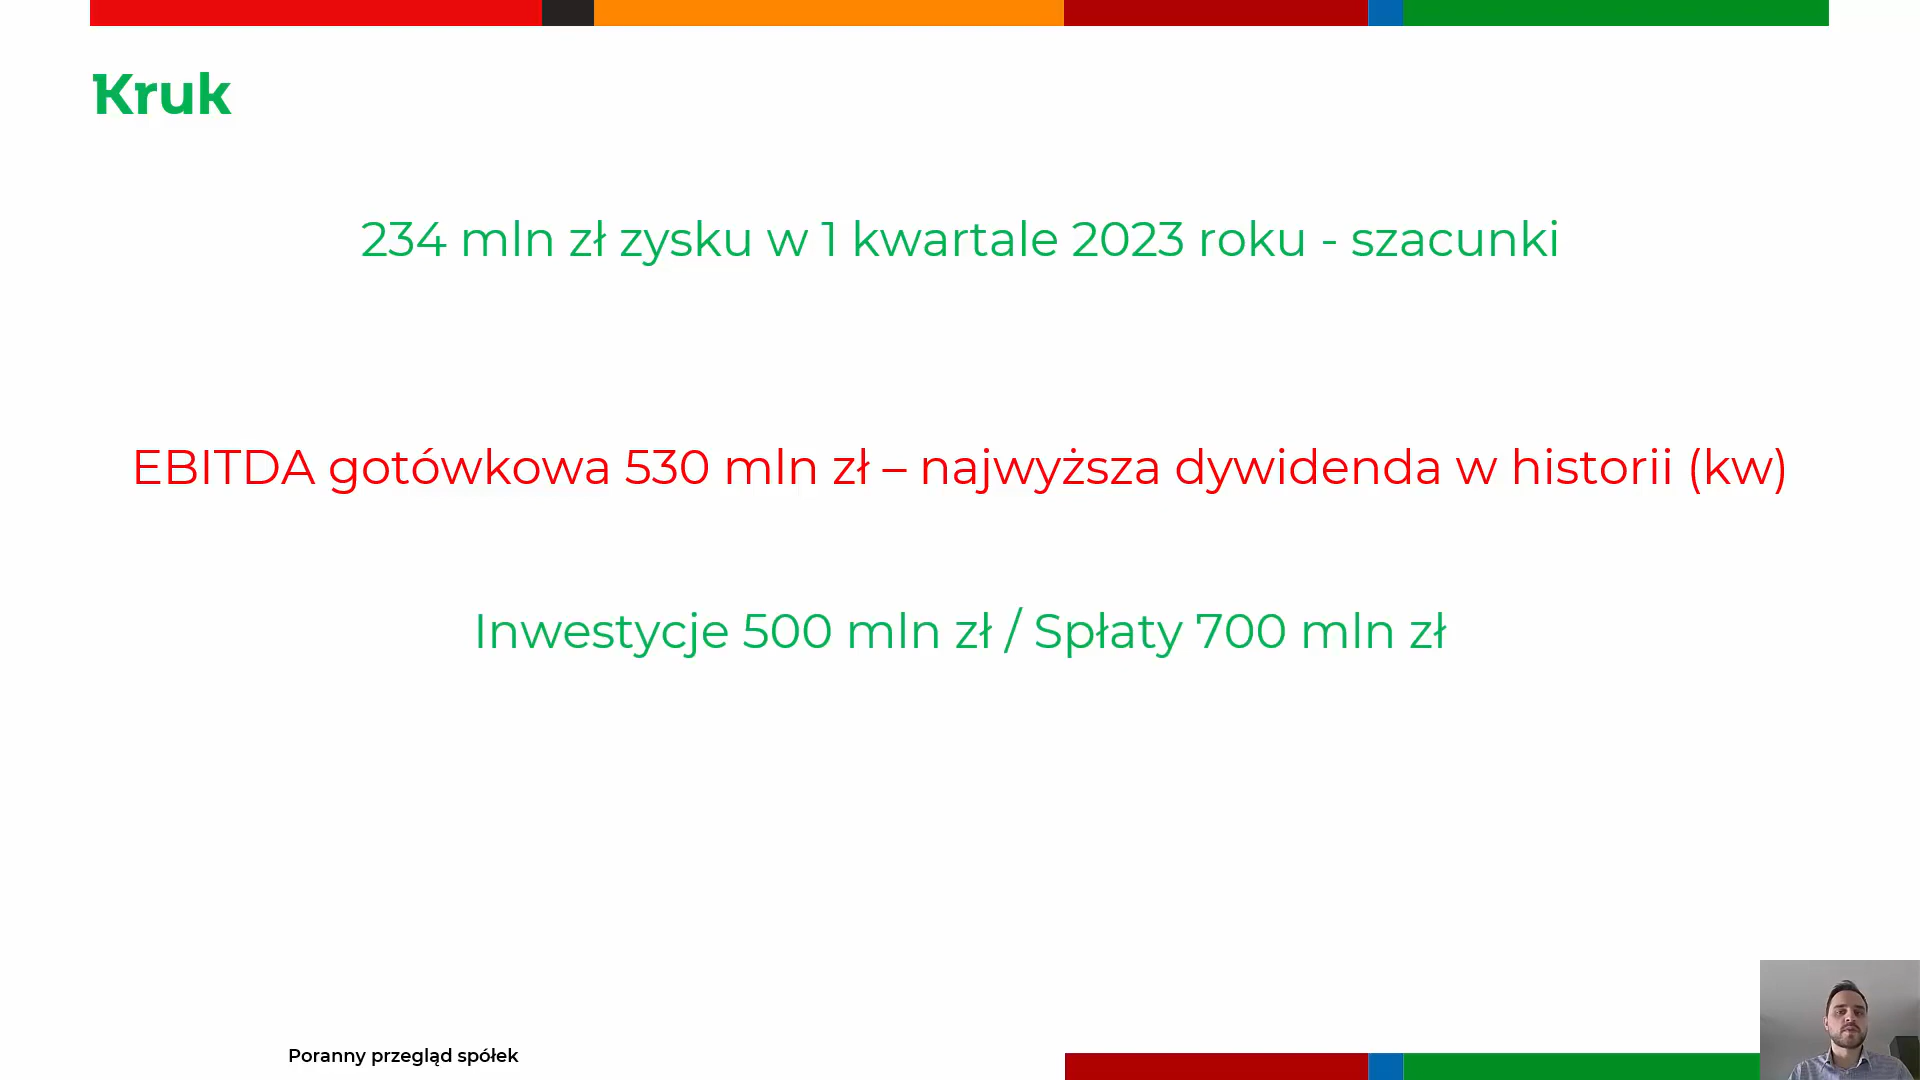 Kruk
234 mln zł zysku w 1 kwartale 2023 roku - szacunki
EBITDA gotówkowa 530 mln zł – najwyższa dywidenda w historii (kw)
Inwestycje 500 mln zł / Spłaty 700 mln zł
Poranny przegląd spółek